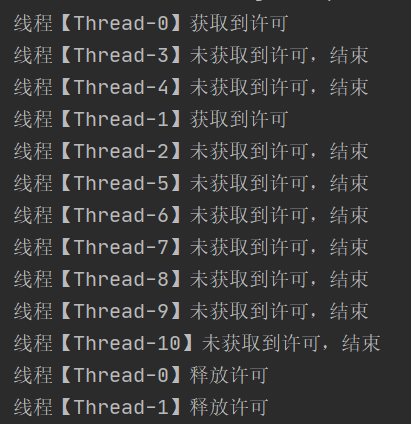 线程【Thread-0】获取到许可
线程【Thread-3】未获取到许可，结束
线程【Thread-4】未获取到许可，结束
线程【Thread-1】获取到许可
线程【Thread-2】未获取到许可，结束
线程【Thread-5】未获取到许可，结束
线程【Thread-6】未获取到许可，结束
线程【Thread-7】未获取到许可，结束
线程【Thread-8】未获取到许可，结束
线程【Thread-9】未获取到许可，结束
线程【Thread-10】未获取到许可，结束
线程【Thread-0】释放许可
线程【Thread-1】释放许可